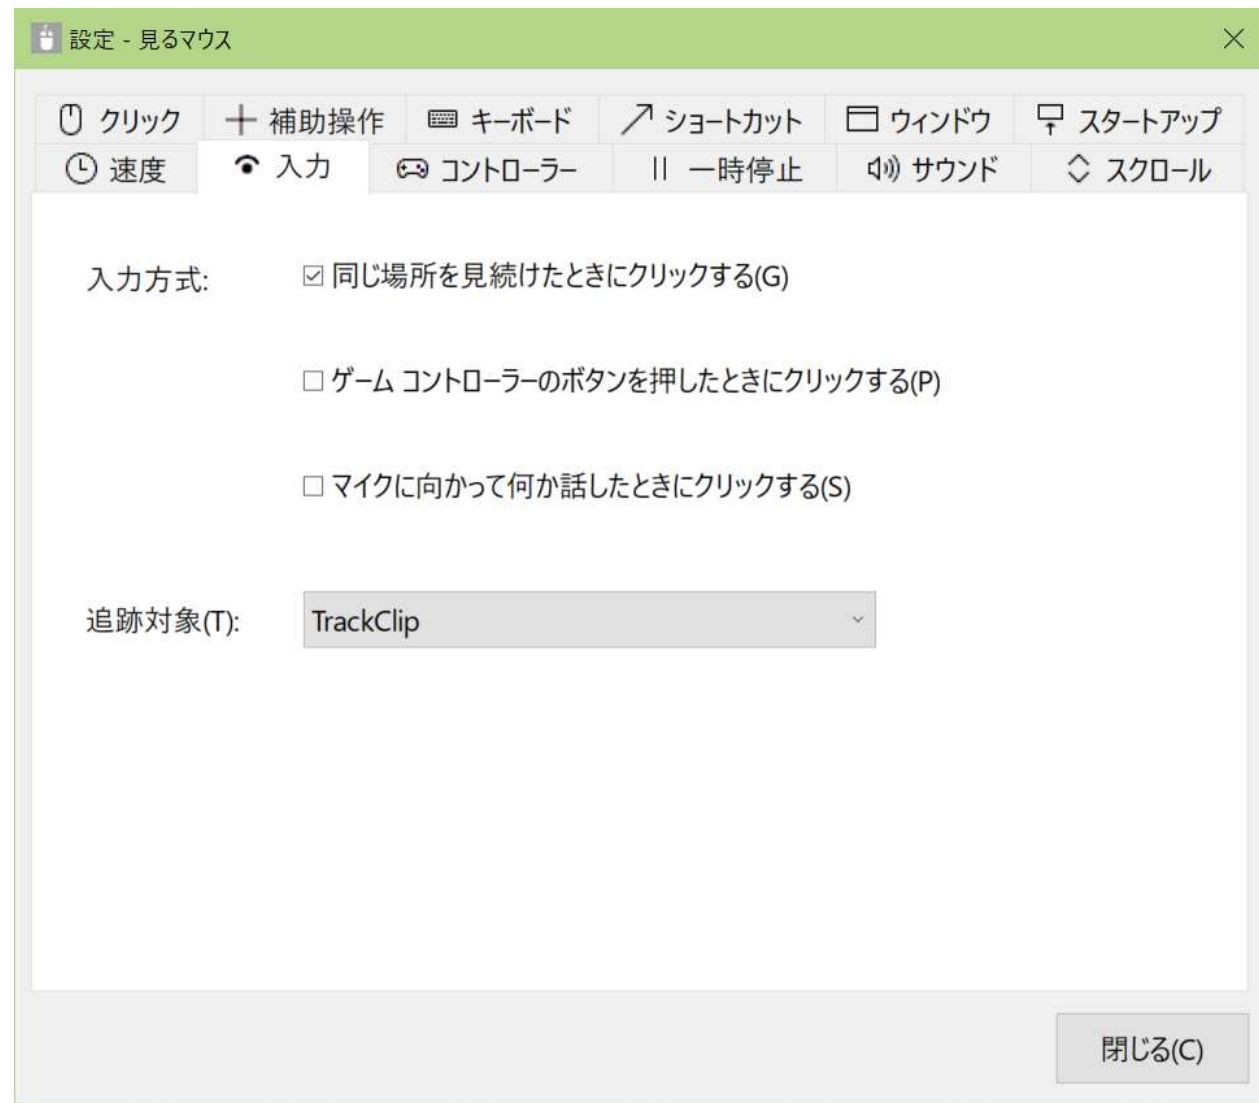 設定 - 見るマウス
クリック 補助操作 キーボード ショートカット ウィンドウ スタートアップ
速度 入力 コントローラー 一時停止 サウンド スクロール
入力方式: 同じ場所を見続けたときにクリックする(G)
ゲーム コントローラーのボタンを押したときにクリックする(P)
マイクに向かって何か話したときにクリックする(S)
追跡対象(T): TrackClip
閉じる(C)